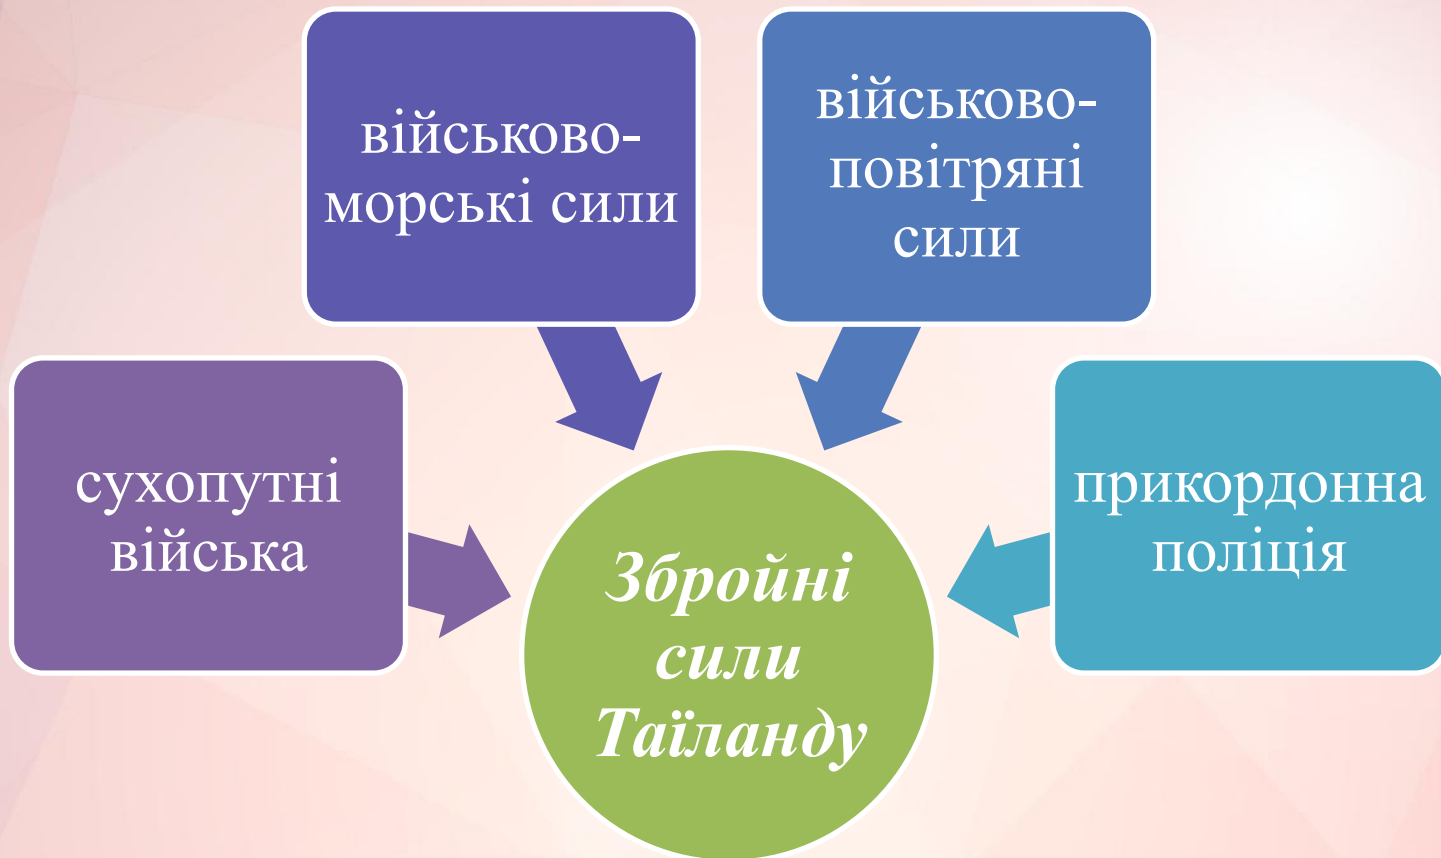 військово-
морські сили
військово-
повітряні
сили
сухопутні
війська
прикордонна
поліція
Збройні
сили
Таїланду